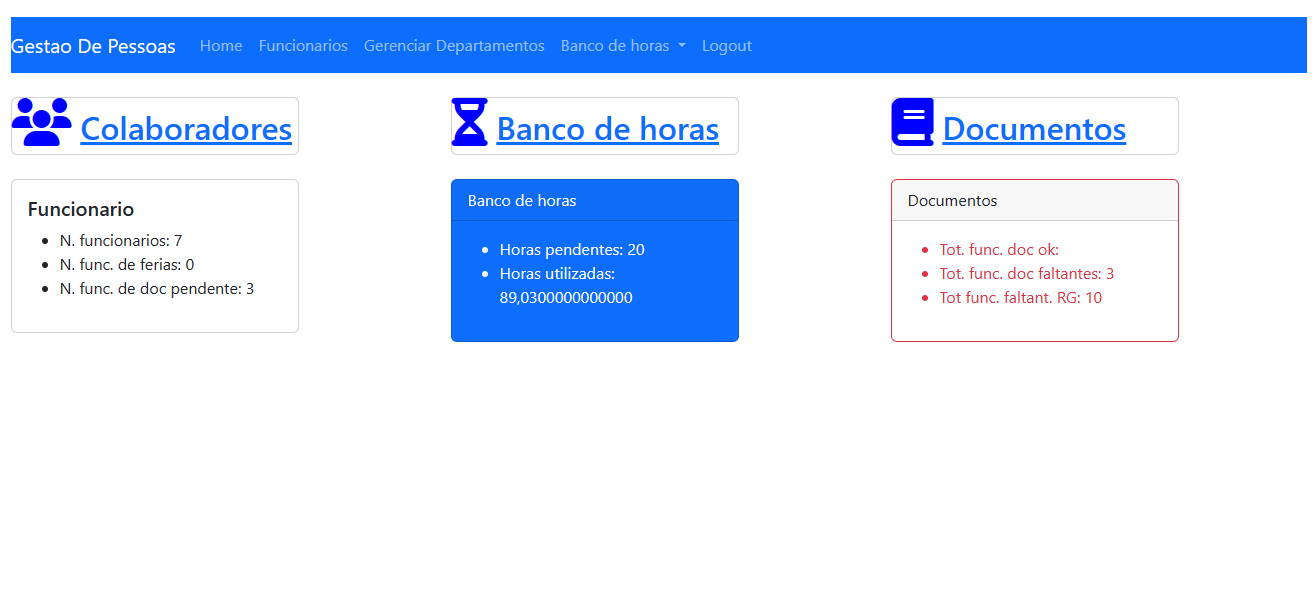 Gestao De Pessoas Home Funcionarios Gerenciar Departamentos Banco de horas Logout
Colaboradores
Banco de horas
Documentos
Funcionario
N. funcionarios: 7
N. func. de ferias: 0
N. func. de doc pendente: 3
Banco de horas
Horas pendentes: 20
Horas utilizadas:
89,0300000000000
Documentos
Tot. func. doc ok:
Tot. func. doc faltantes: 3
Tot func. faltant. RG: 10